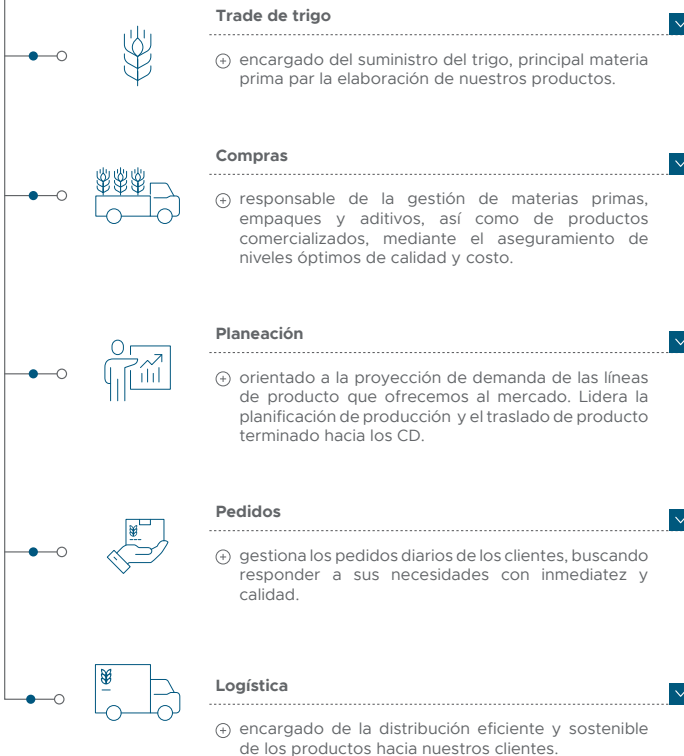 Trade de trigo
encargado del suministro del trigo, principal materia
prima par la elaboración de nuestros productos.
Compras
responsable de la gestión de materias primas,
empaques y aditivos, así como de productos
comercializados, mediante el aseguramiento de
niveles óptimos de calidad y costo.
Planeación
orientado a la proyección de demanda de las líneas
de producto que ofrecemos al mercado. Lidera la
planificación de producción y el traslado de producto
terminado hacia los CD.
Pedidos
gestiona los pedidos diarios de los clientes, buscando
responder a sus necesidades con inmediatez y
calidad.
Logística
encargado de la distribución eficiente y sostenible
de los productos hacia nuestros clientes.